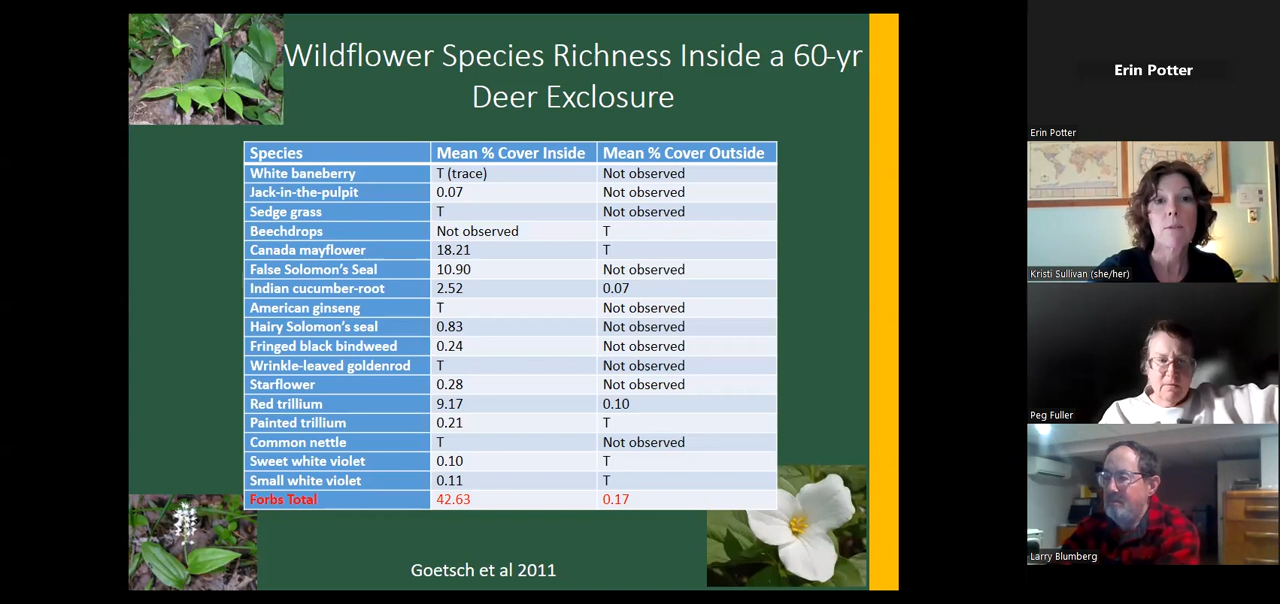 Wildflower Species Richness Inside a 60-yr
Deer Exclosure
Species Mean % Cover Inside Mean % Cover Outside
White baneberry T (trace) Not observed
Jack-in-the-pulpit 0.07 Not observed
Sedge grass T Not observed
Beechdrops Not observed T
Canada mayflower 18.21 T
False Solomon's Seal 10.90 Not observed
Indian cucumber-root 2.52 0.07
American ginseng T Not observed
Hairy Solomon's seal 0.83 Not observed
Fringed black bindweed 0.24 Not observed
Wrinkle-leaved goldenrod T Not observed
Starflower 0.28 Not observed
Red trillium 9.17 0.10
Painted trillium 0.21 T
Common nettle T Not observed
Sweet white violet 0.10 T
Small white violet 0.11 T
Forbs Total 42.63 0.17
Goetsch et al 2011
Erin Potter
Erin Potter
Kristi Sullivan (she/her)
Peg Fuller
Larry Blumberg